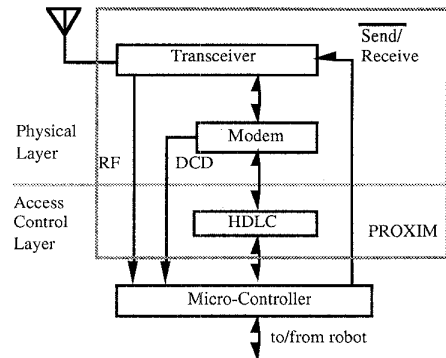 Send/
Transceiver
Receive
Physical
Layer
Modem
RF
DCD
Access
Control
Layer
HDLC
PROXIM
Micro-Controller
to/from robot